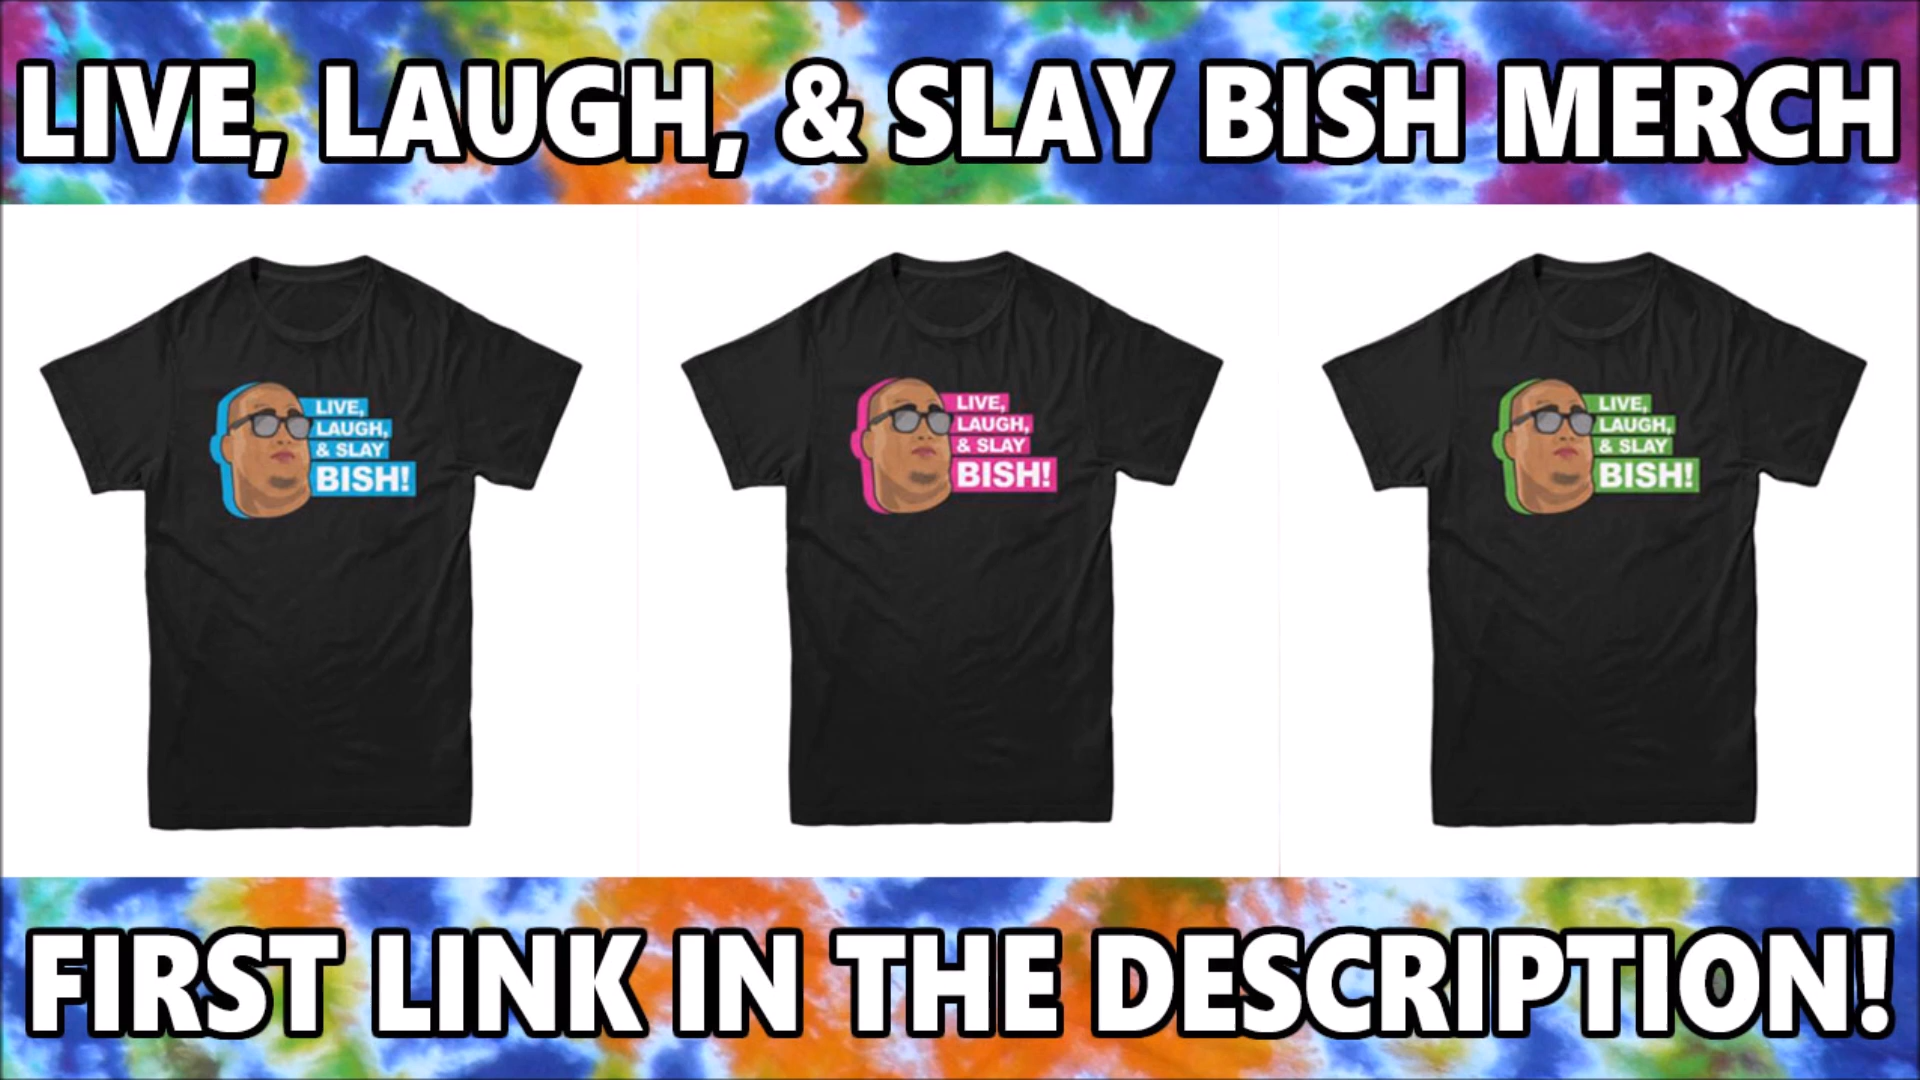 LIVE, LAUGH, & SLAY BISH MERCH
LIVE,
LAUGH,
& SLAY
BISH!
LIVE,
LAUGH,
& SLAY
BISH!
LIVE,
LAUGH,
& SLAY
BISH!
FIRST LINK IN THE DESCRIPTION!